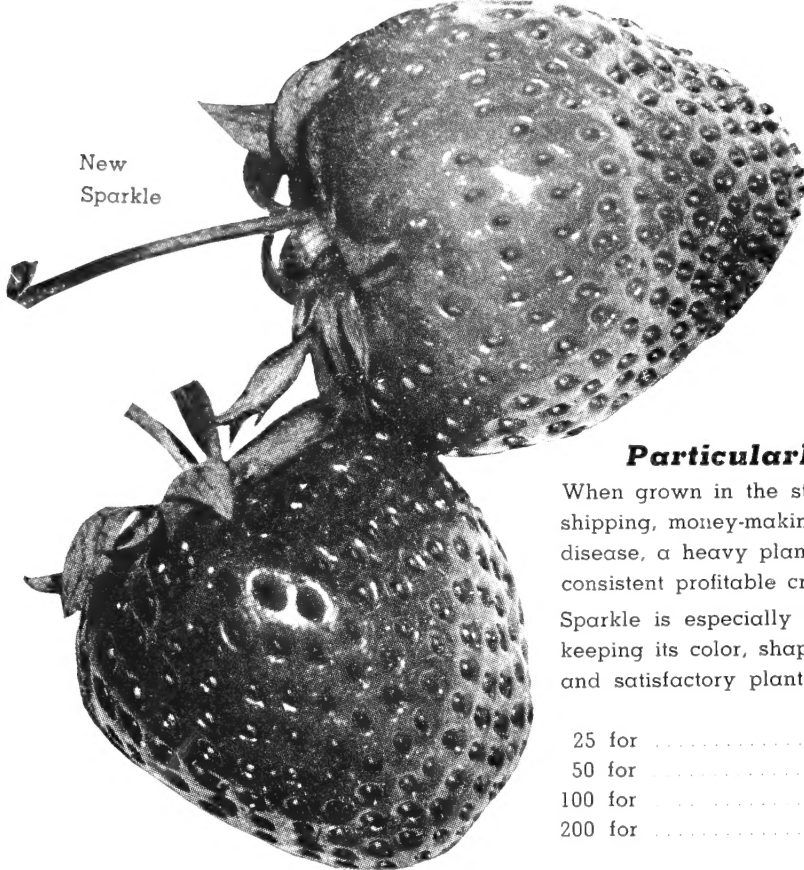 New
Sparkle
Particularl
When grown in the st
shipping, money-makin
disease, a heavy plan
consistent profitable cr
Sparkle is especially
keeping its color, shap
and satisfactory plant
25 for ................
50 for ................
100 for ................
200 for ................